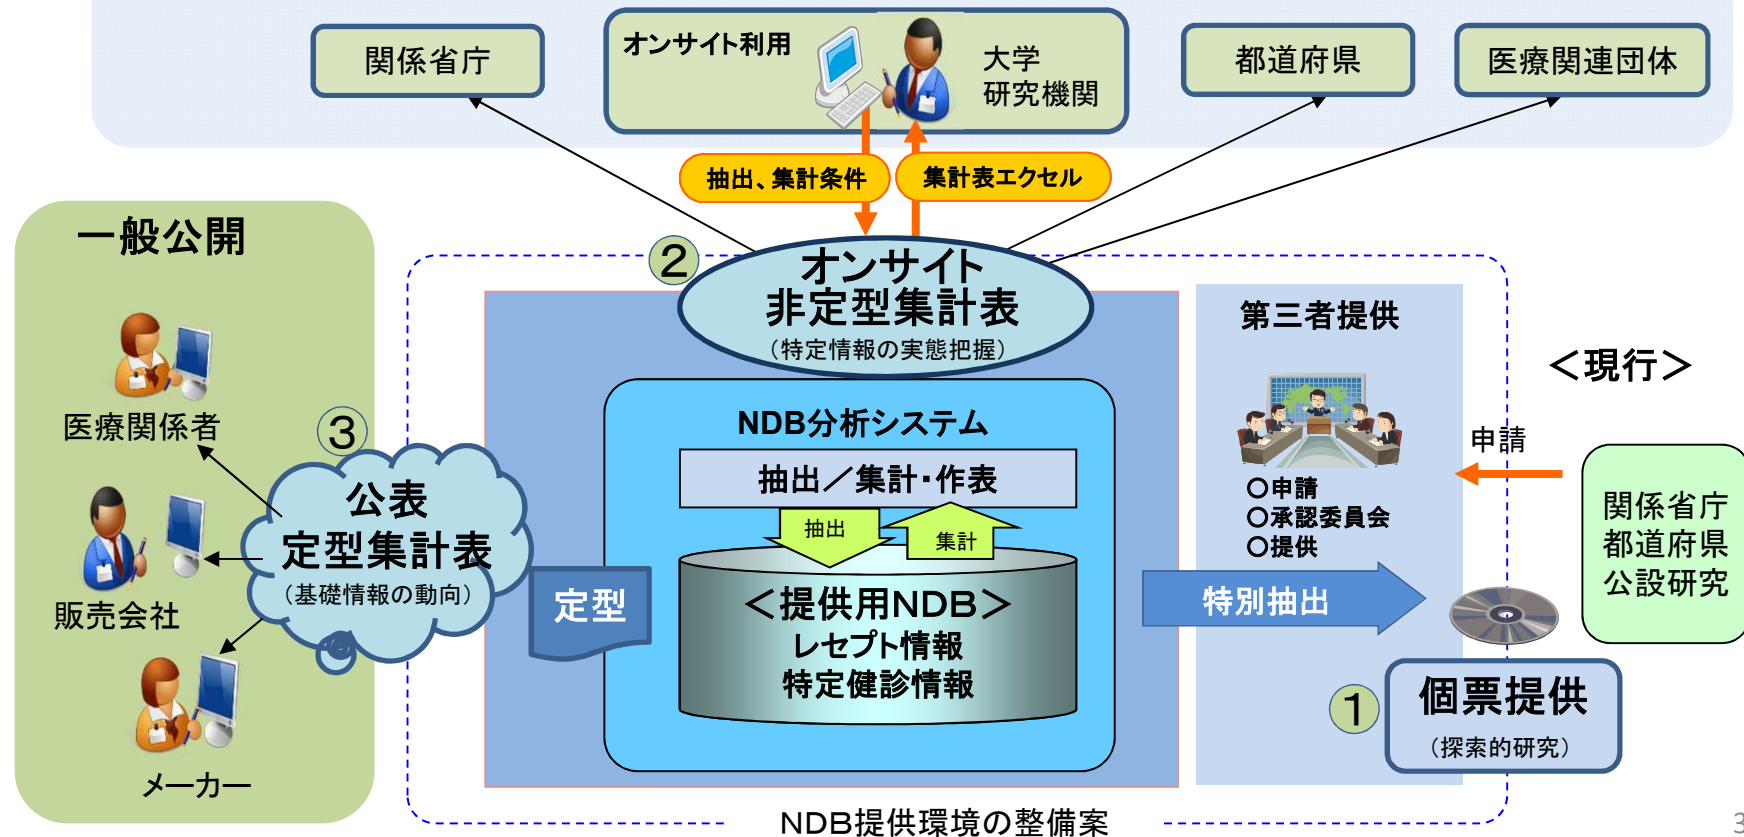 関係省庁
オンサイト利用
大学
研究機関
都道府県
医療関連団体
抽出、集計条件
集計表エクセル
一般公開
②
オンサイト
非定型集計表
（特定情報の実態把握）
第三者提供
＜現行＞
医療関係者
③
公表
定型集計表
（基礎情報の動向）
販売会社
メーカー
定型
NDB分析システム
抽出／集計・作表
抽出
集計
＜提供用NDB＞
レセプト情報
特定健診情報
○申請
○承認委員会
○提供
特別抽出
申請
関係省庁
都道府県
公設研究
①
個票提供
（探索的研究）
NDB提供環境の整備案
3